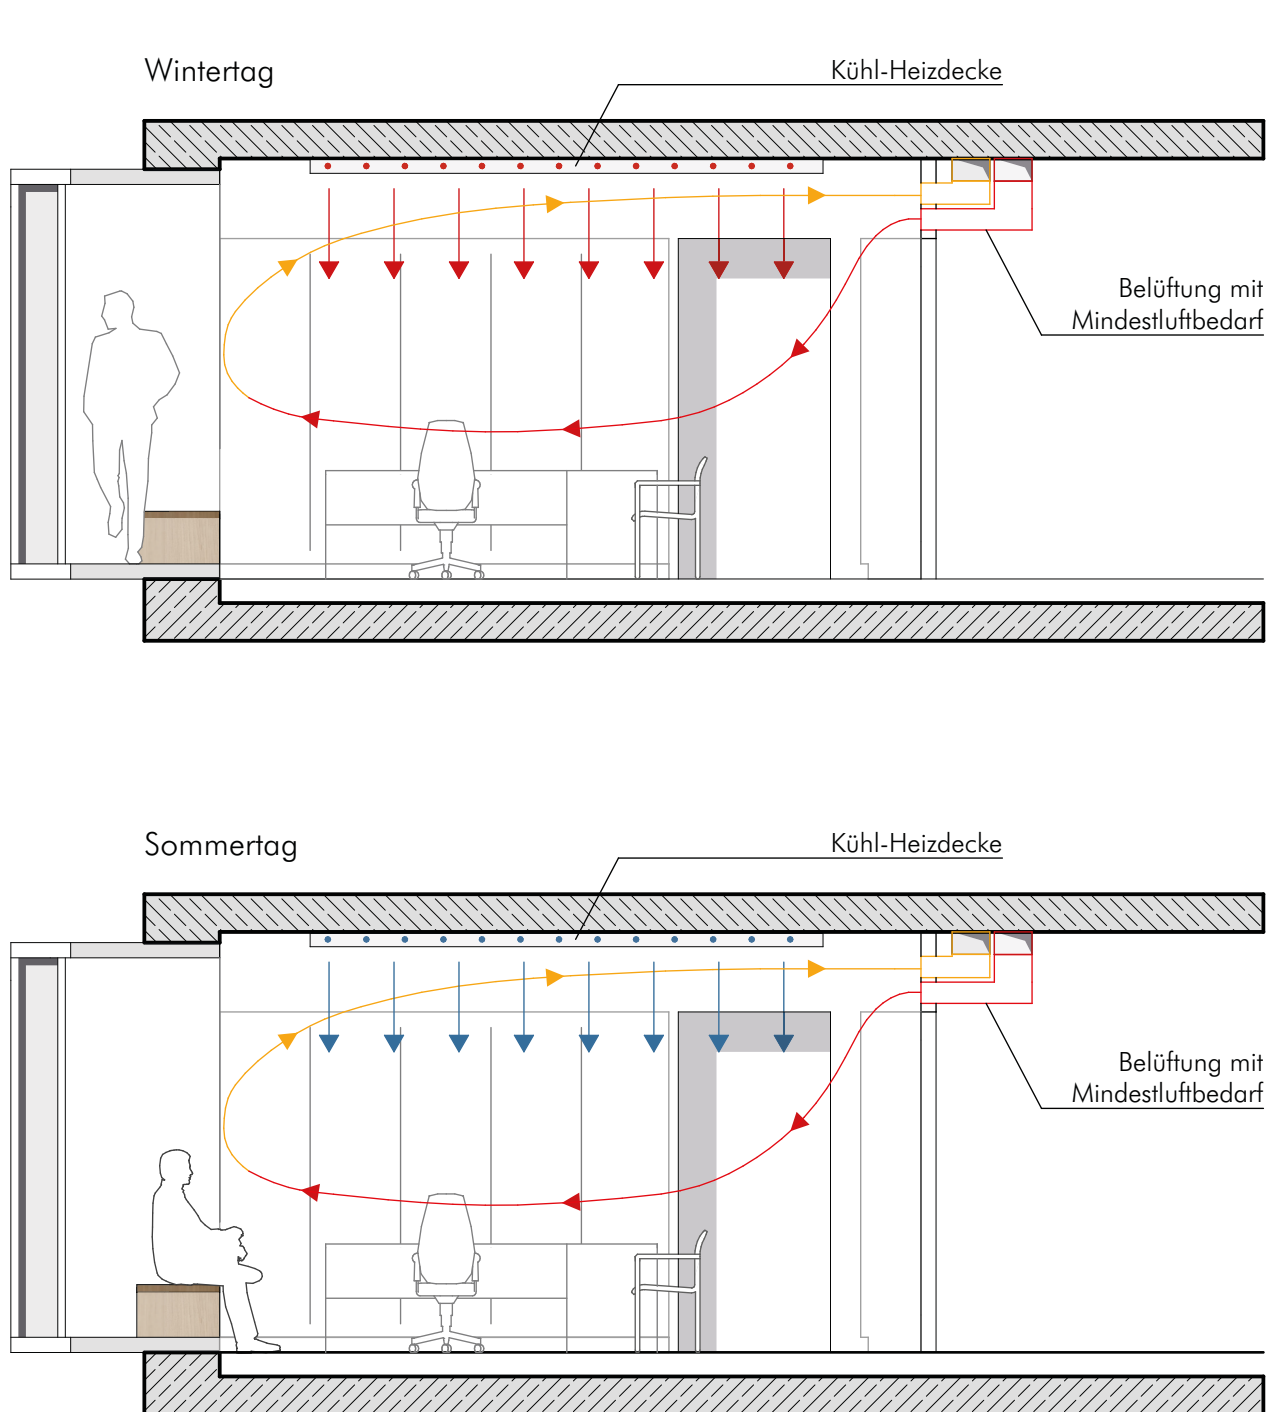 Wintertag
Kühl-Heizdecke
Belüftung mit
Mindestluftbedarf
Sommertag
Kühl-Heizdecke
Belüftung mit
Mindestluftbedarf